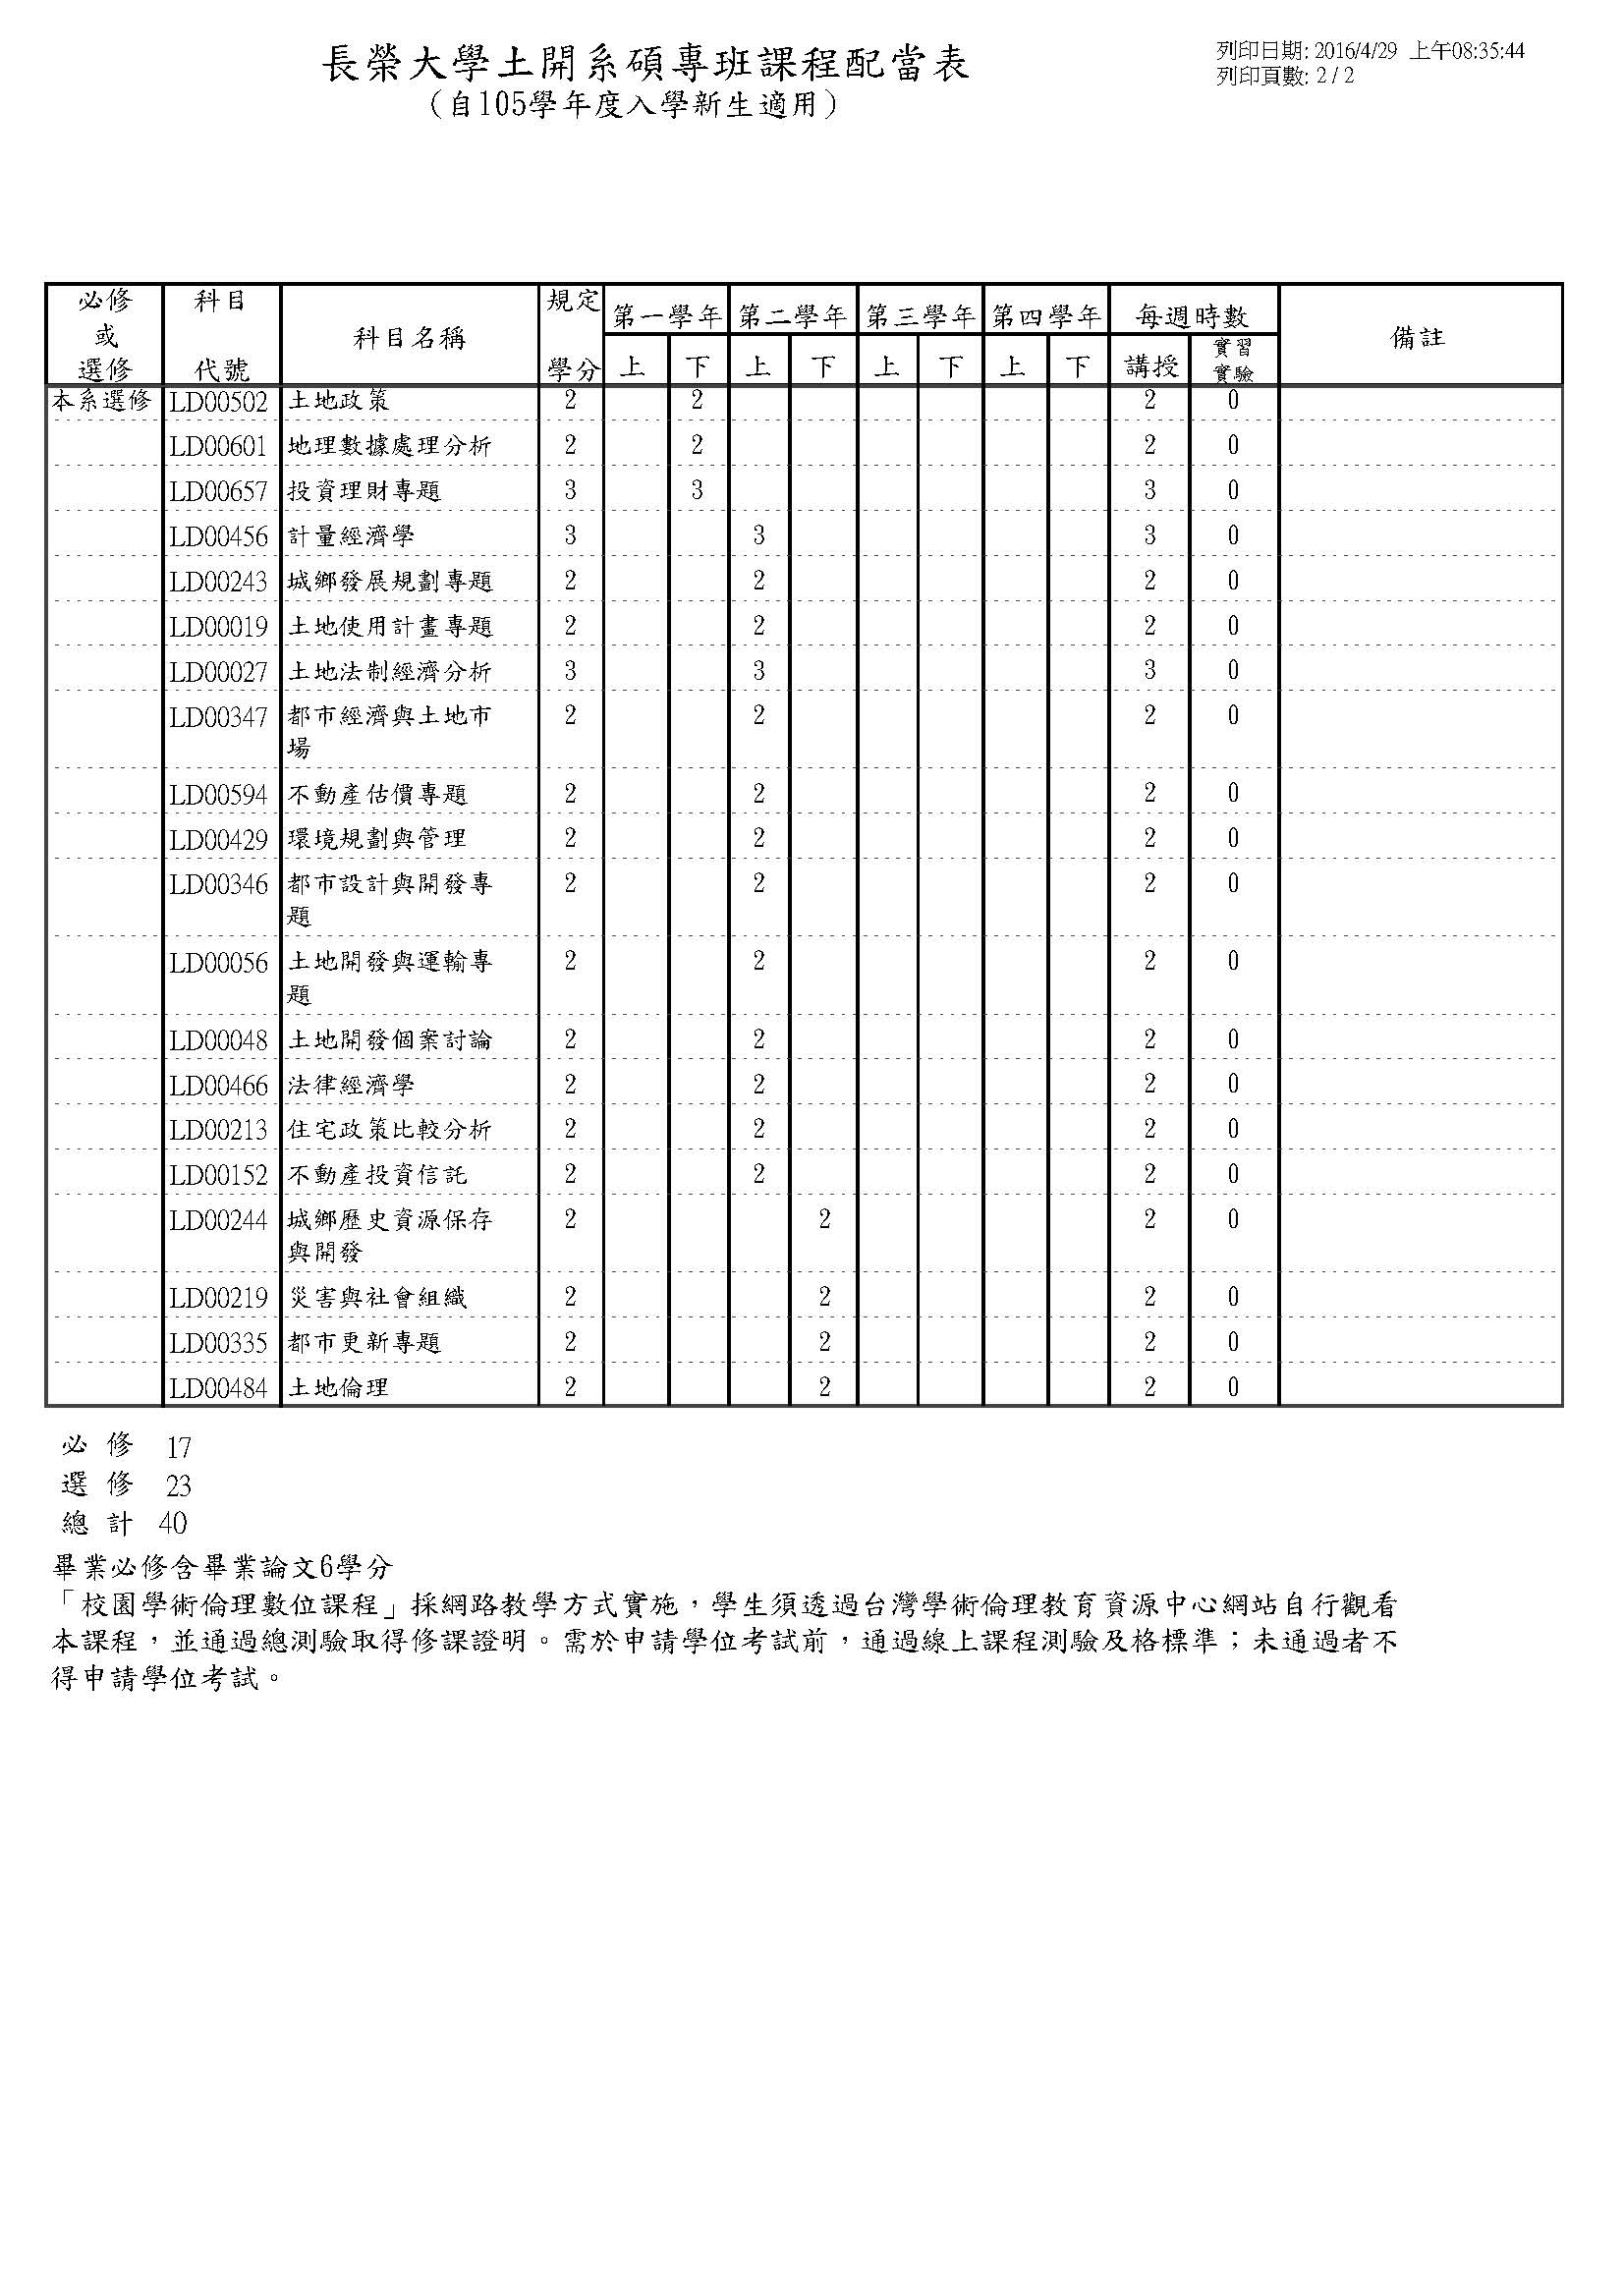 長榮大學土開系碩專班課程配當表
（自105學年度入學新生適用）
列印日期: 2016/4/29 上午08:35:44
列印頁數: 2 / 2
必修或選修 科目代號 科目名稱 規定學分 第一學年 第二學年 第三學年 第四學年 每週時數 備註
上 下 上 下 上 下 上 下 講授 實習實驗
本系選修 LD00502 土地政策 2 2 2 0
LD00601 地理數據處理分析 2 2 2 0
LD00657 投資理財專題 3 3 3 0
LD00456 計量經濟學 3 3 3 0
LD00243 城鄉發展規劃專題 2 2 2 0
LD00019 土地使用計畫專題 2 2 2 0
LD00027 土地法制經濟分析 3 3 3 0
LD00347 都市經濟與土地市 2 2 2 0
場
LD00594 不動產估價專題 2 2 2 0
LD00429 環境規劃與管理 2 2 2 0
LD00346 都市設計與開發專 2 2 2 0
題
LD00056 土地開發與運輸專 2 2 2 0
題
LD00048 土地開發個案討論 2 2 2 0
LD00466 法律經濟學 2 2 2 0
LD00213 住宅政策比較分析 2 2 2 0
LD00152 不動產投資信託 2 2 2 0
LD00244 城鄉歷史資源保存 2 2 2 0
與開發
LD00219 災害與社會組織 2 2 2 0
LD00335 都市更新專題 2 2 2 0
LD00484 土地倫理 2 2 2 0
必 修 17
選 修 23
總 計 40
畢業必修含畢業論文6學分
「校園學術倫理數位課程」採網路教學方式實施，學生須透過台灣學術倫理教育資源中心網站自行觀看
本課程，並通過總測驗取得修課證明。需於申請學位考試前，通過線上課程測驗及格標準；未通過者不
得申請學位考試。